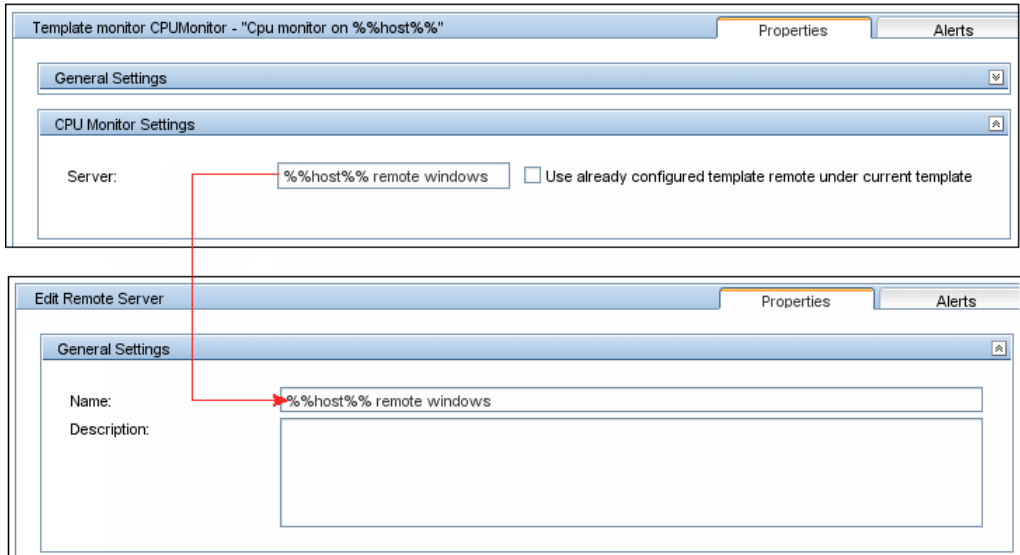 Template monitor CPUMonitor - "Cpu monitor on %%host%%" Properties Alerts
General Settings
CPU Monitor Settings
Server: %%host%% remote windows Use already configured template remote under current template
Edit Remote Server Properties Alerts
General Settings
Name: %%host%% remote windows
Description: